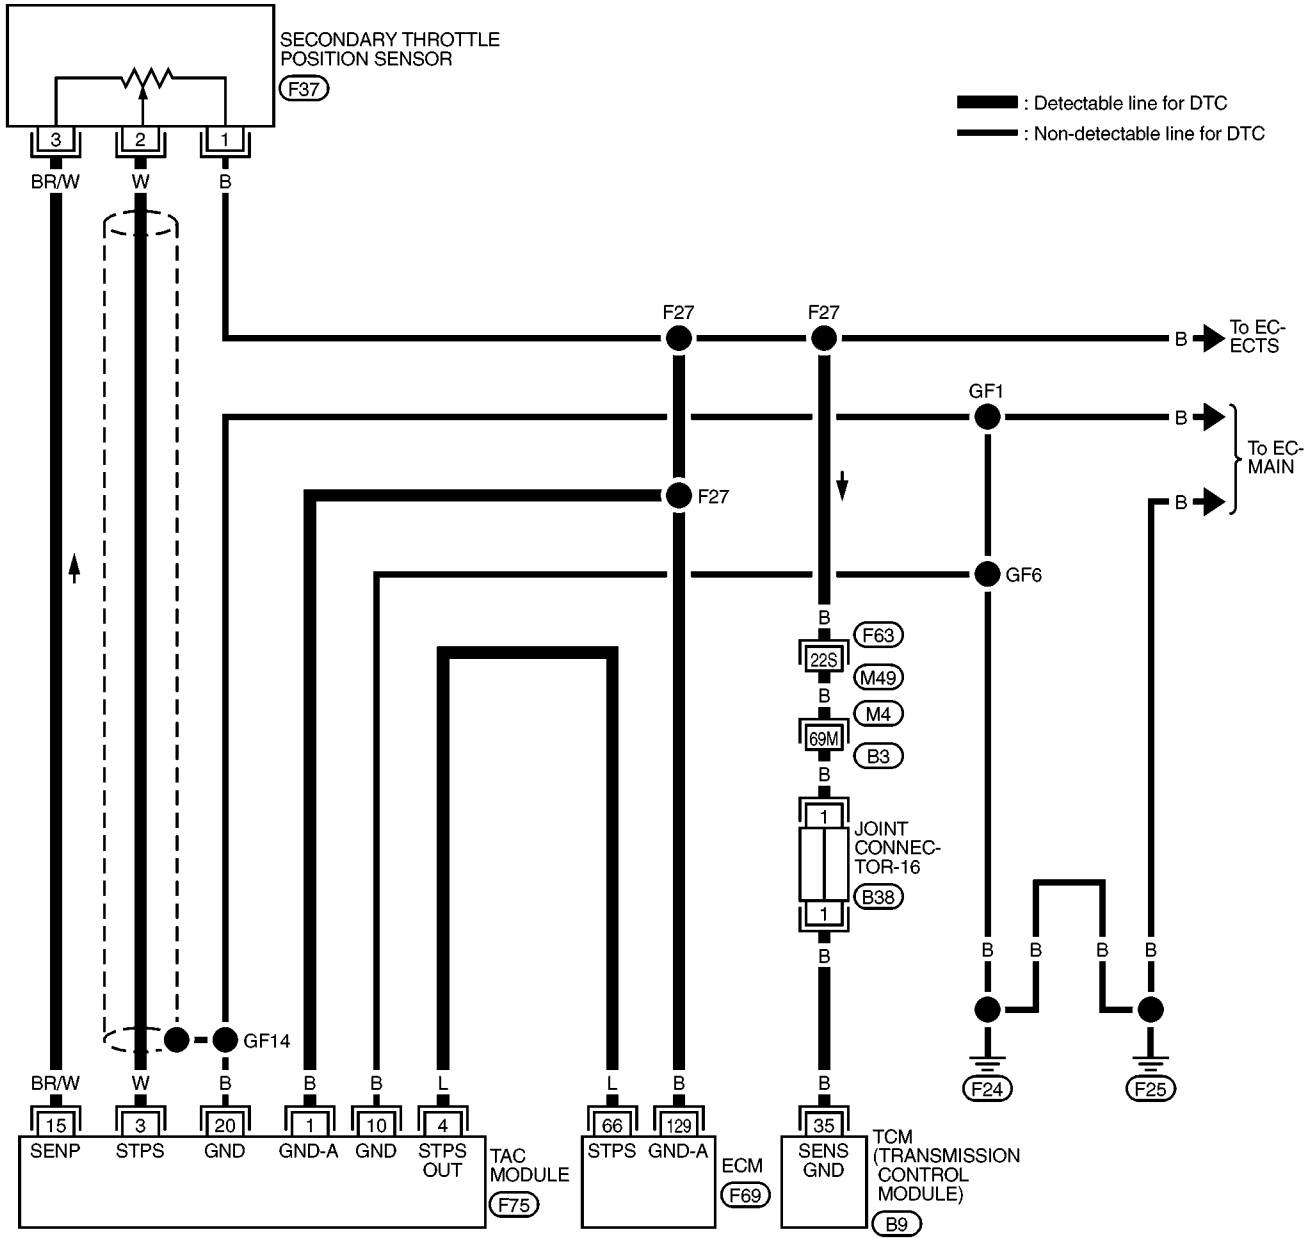 SECONDARY THROTTLE
POSITION SENSOR
F37
: Detectable line for DTC
: Non-detectable line for DTC
3
2
1
BR/W
W
B
F27
F27
B
To EC-
ECTS
GF1
B
To EC-
MAIN
F27
B
GF6
B
F63
22S
M49
B
M4
69M
B3
B
1
JOINT
CONNEC-
TOR-16
B38
1
B
B
B
B
B
GF14
BR/W
W
B
B
B
L
L
B
B
F24
F25
15
3
20
1
10
4
66
129
35
SENP
STPS
GND
GND-A
GND
STPS
OUT
TAC
MODULE
F75
STPS
GND-A
ECM
F69
SENS
GND
TCM
(TRANSMISSION
CONTROL
MODULE)
B9